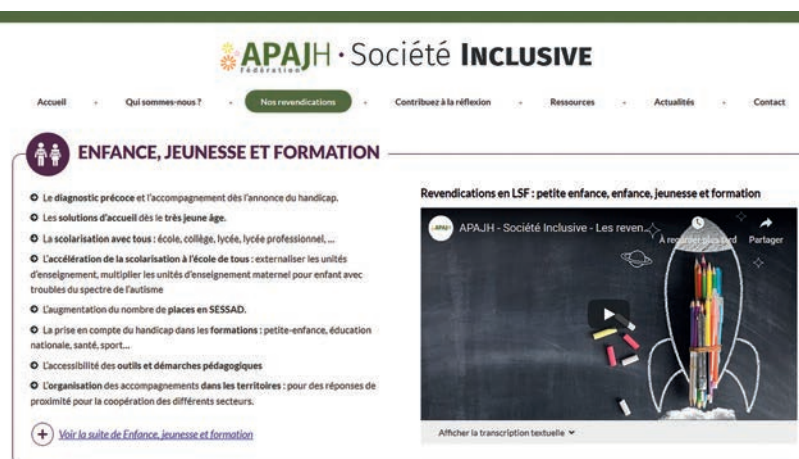 APAJH · Société INCLUSIVE
Fédération
Accueil
Qui sommes-nous ?
Nos revendications
Contribuez à la réflexion
Ressources
Actualités
Contact
ENFANCE, JEUNESSE ET FORMATION
Le diagnostic précoce et l'accompagnement dès l'annonce du handicap.
Les solutions d'accueil dès le très jeune âge.
La scolarisation avec tous : école, collège, lycée, lycée professionnel, ...
L'accélération de la scolarisation à l'école de tous : externaliser les unités
d'enseignement, multiplier les unités d'enseignement maternel pour enfant avec
troubles du spectre de l'autisme
L'augmentation du nombre de places en SESSAD.
La prise en compte du handicap dans les formations : petite-enfance, éducation
nationale, santé, sport...
L'accessibilité des outils et démarches pédagogiques
L'organisation des accompagnements dans les territoires : pour des réponses de
proximité pour la coopération des différents secteurs.
Voir la suite de Enfance, jeunesse et formation
Revendications en LSF : petite enfance, enfance, jeunesse et formation
APAJH
APAJH - Société Inclusive - Les reven...
À regarder plus tard
Partager
Afficher la transcription textuelle